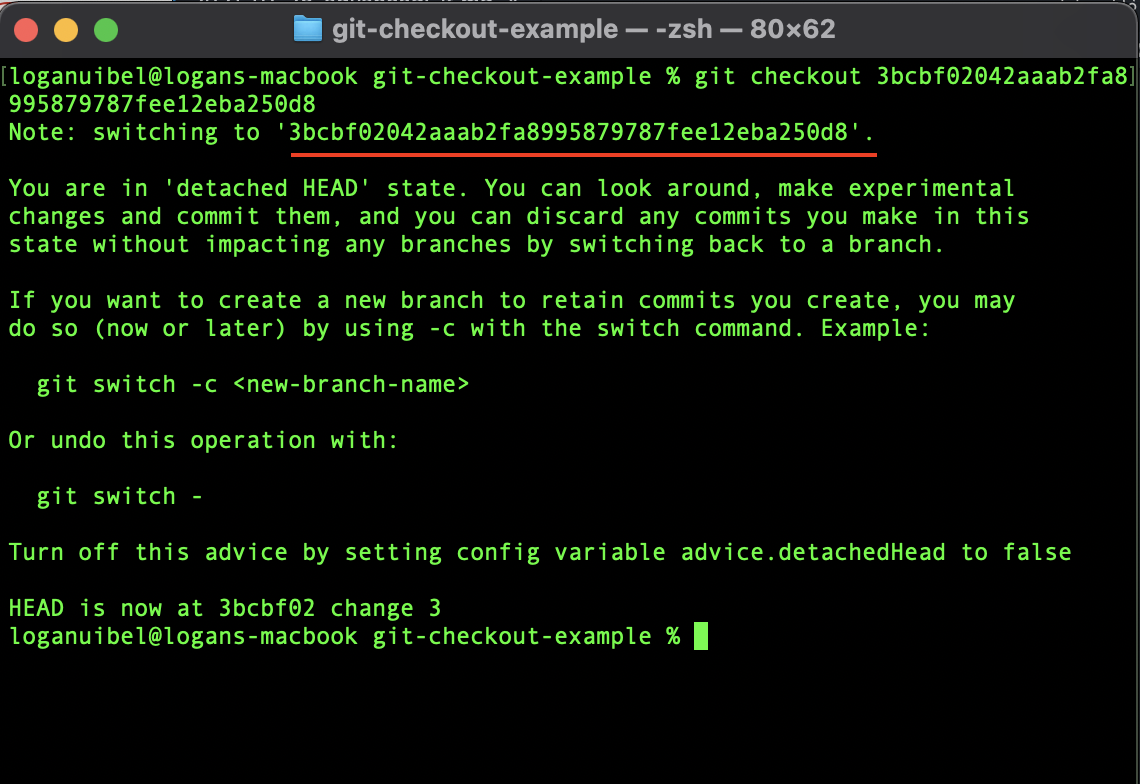 git-checkout-example — -zsh — 80×62
[loganuibel@logans-macbook git-checkout-example % git checkout 3bcbf02042aaab2fa8]
995879787fee12eba250d8
Note: switching to '3bcbf02042aaab2fa8995879787fee12eba250d8'.
You are in 'detached HEAD' state. You can look around, make experimental
changes and commit them, and you can discard any commits you make in this
state without impacting any branches by switching back to a branch.
If you want to create a new branch to retain commits you create, you may
do so (now or later) by using -c with the switch command. Example:
git switch -c <new-branch-name>
Or undo this operation with:
git switch -
Turn off this advice by setting config variable advice.detachedHead to false
HEAD is now at 3bcbf02 change 3
loganuibel@logans-macbook git-checkout-example %